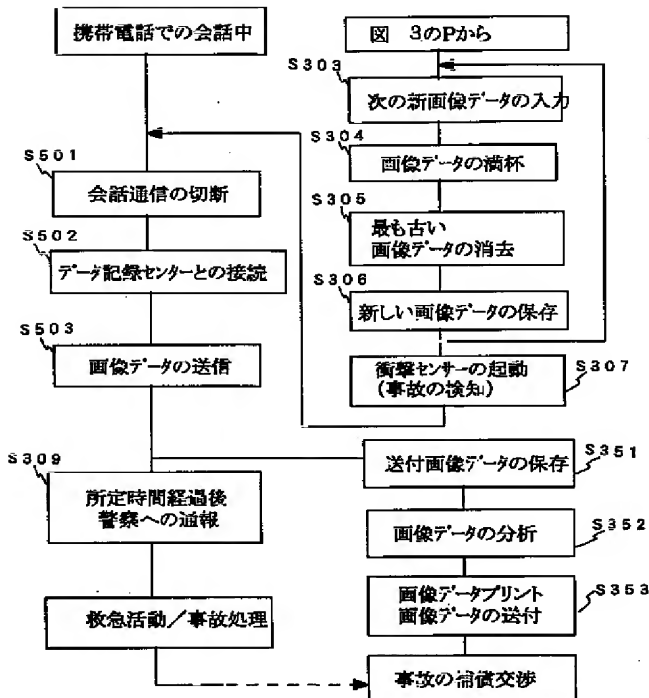 携帯電話での会話中
図 3のPから
S303
次の新画像データの入力
S304
画像データの満杯
S305
最も古い
画像データの消去
S306
新しい画像データの保存
衝撃センサーの起動
(事故の検知)
S307
S501
会話通信の切断
S502
データ記録センターとの接続
S503
画像データの送信
S309
所定時間経過後
警察への通報
救急活動/事故処理
送付画像データの保存
S351
画像データの分析
S352
画像データプリント
画像データの送付
S353
事故の補償交渉